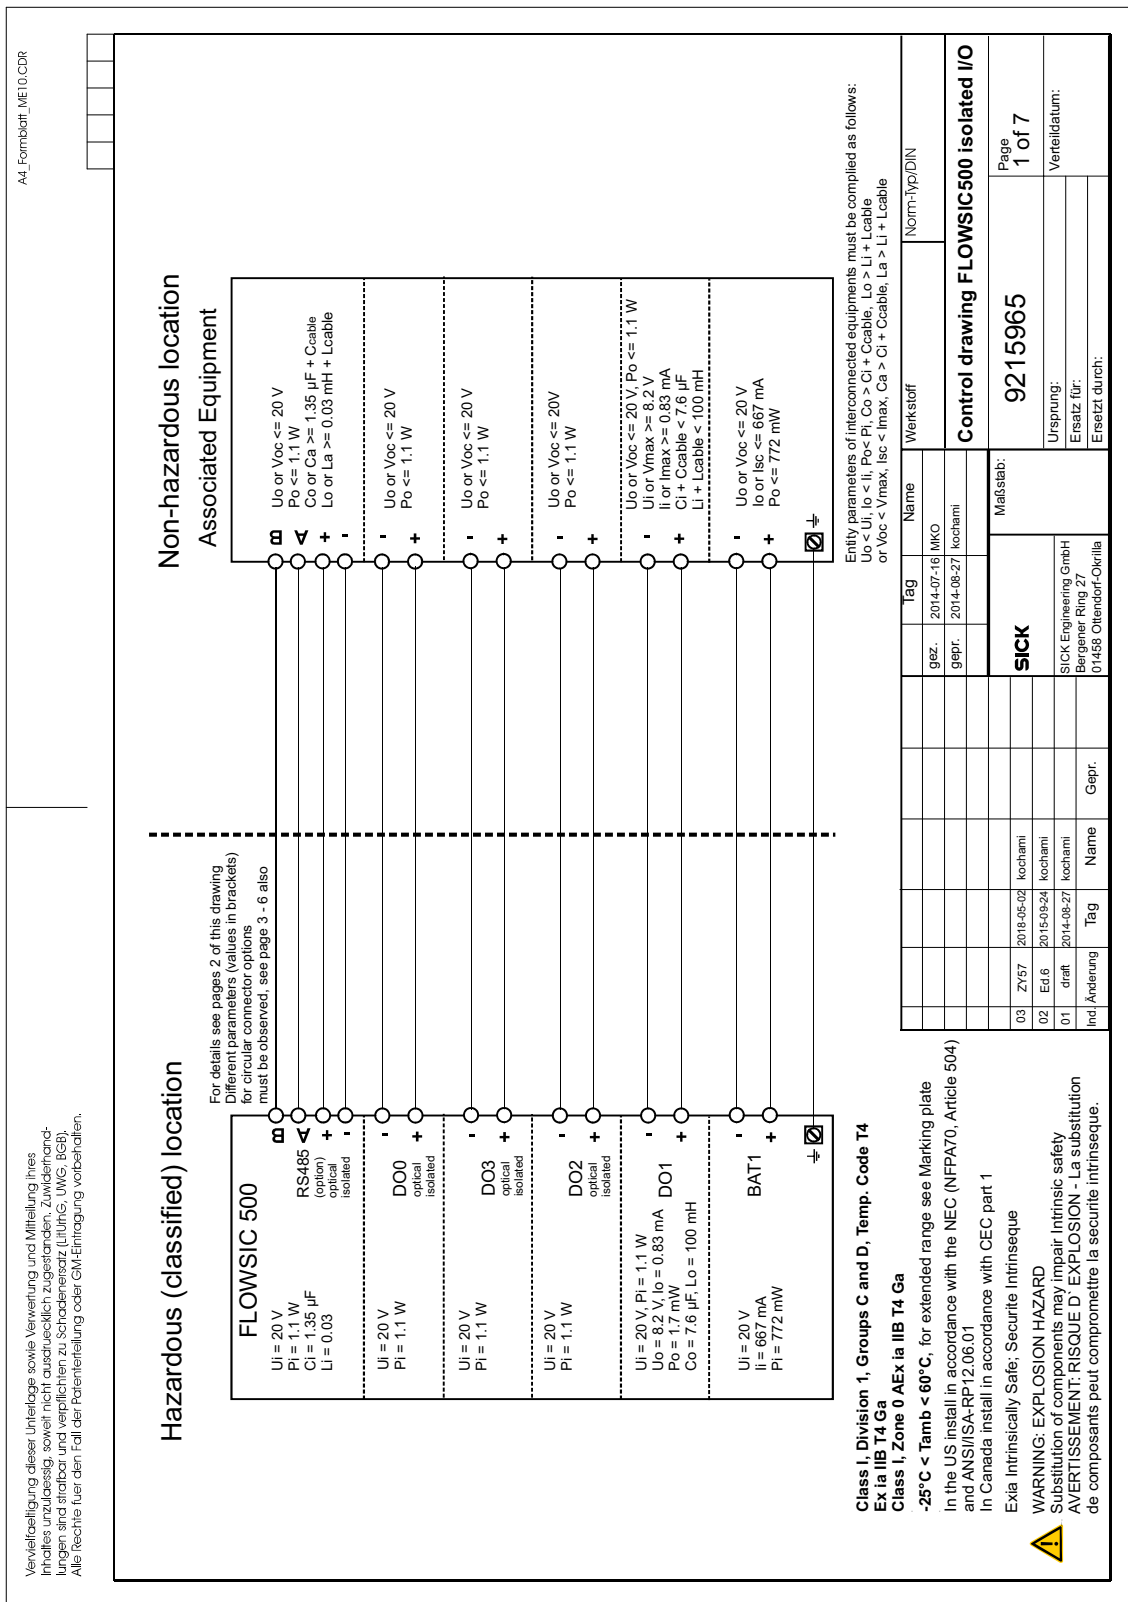 A4_Formblatt_ME10.CDR
Vervielfaeltigung dieser Unterlage sowie Verwertung und Mitteilung ihres
Inhaltes unzulaessig, soweit nicht ausdruecklich zugestanden. Zuwiderhand-
lungen sind strafbar und verpflichten zu Schadenersatz (LitUrhG, UWG, BGB).
Alle Rechte fuer den Fall der Patenterteilung oder GM-Eintragung vorbehalten.
Hazardous (classified) location
Non-hazardous location
Associated Equipment
For details see pages 2 of this drawing
Different parameters (values in brackets)
for circular connector options
must be observed, see page 3 - 6 also
FLOWSIC 500
Ui = 20 V
Pi = 1.1 W
Ci = 1.35 µF
Li = 0.03
RS485
(option)
optical
isolated
B
A
+
-
B
A
+
-
Uo or Voc <= 20 V
Po <= 1.1 W
Co or Ca >= 1.35 µF + Ccable
Lo or La >= 0.03 mH + Lcable
Ui = 20 V
Pi = 1.1 W
DO0
optical
isolated
-
+
-
+
Uo or Voc <= 20 V
Po <= 1.1 W
Ui = 20 V
Pi = 1.1 W
DO3
optical
isolated
-
+
-
+
Uo or Voc <= 20 V
Po <= 1.1 W
Ui = 20 V
Pi = 1.1 W
DO2
optical
isolated
-
+
-
+
Uo or Voc <= 20V
Po <= 1.1 W
Ui = 20 V, Pi = 1.1 W
Uo = 8.2 V, Io = 0.83 mA
Po = 1.7 mW
Co = 7.6 µF, Lo = 100 mH
DO1
-
+
-
+
Uo or Voc <= 20 V, Po <= 1.1 W
Ui or Vmax >= 8.2 V
Ii or Imax >= 0.83 mA
Ci + Ccable < 7.6 µF
Li + Lcable < 100 mH
Ui = 20 V
Ii = 667 mA
Pi = 772 mW
BAT1
-
+
-
+
Uo or Voc <= 20 V
Io or Isc <= 667 mA
Po <= 772 mW
Entity parameters of interconnected equipments must be complied as follows:
Uo < Ui, Io < Ii, Po< Pi, Co > Ci + Ccable, Lo > Li + Lcable
or Voc < Vmax, Isc < Imax, Ca > Ci + Ccable, La > Li + Lcable
Class I, Division 1, Groups C and D, Temp. Code T4
Ex ia IIB T4 Ga
Class I, Zone 0 AEx ia IIB T4 Ga
-25°C < Tamb < 60°C, for extended range see Marking plate
In the US install in accordance with the NEC (NFPA70, Article 504)
and ANSI/ISA-RP12.06.01
In Canada install in accordance with CEC part 1
Exia Intrinsically Safe; Securite Intrinseque
WARNING: EXPLOSION HAZARD
Substitution of components may impair Intrinsic safety
AVERTISSEMENT: RISQUE D' EXPLOSION - La substitution
de composants peut compromettre la securite intrinseque.
Tag Name Werkstoff Norm-Typ/DIN
gez. 2014-07-16 MKO
gepr. 2014-08-27 kochami
Control drawing FLOWSIC500 isolated I/O
SICK
Maßstab:
9215965
Page
1 of 7
03 ZY57 2018-05-02 kochami
02 Ed.6 2015-09-24 kochami
01 draft 2014-08-27 kochami
Ind. Änderung Tag Name Gepr.
SICK Engineering GmbH
Bergener Ring 27
01458 Ottendorf-Okrilla
Ursprung:
Ersatz für:
Ersetzt durch:
Verteildatum: